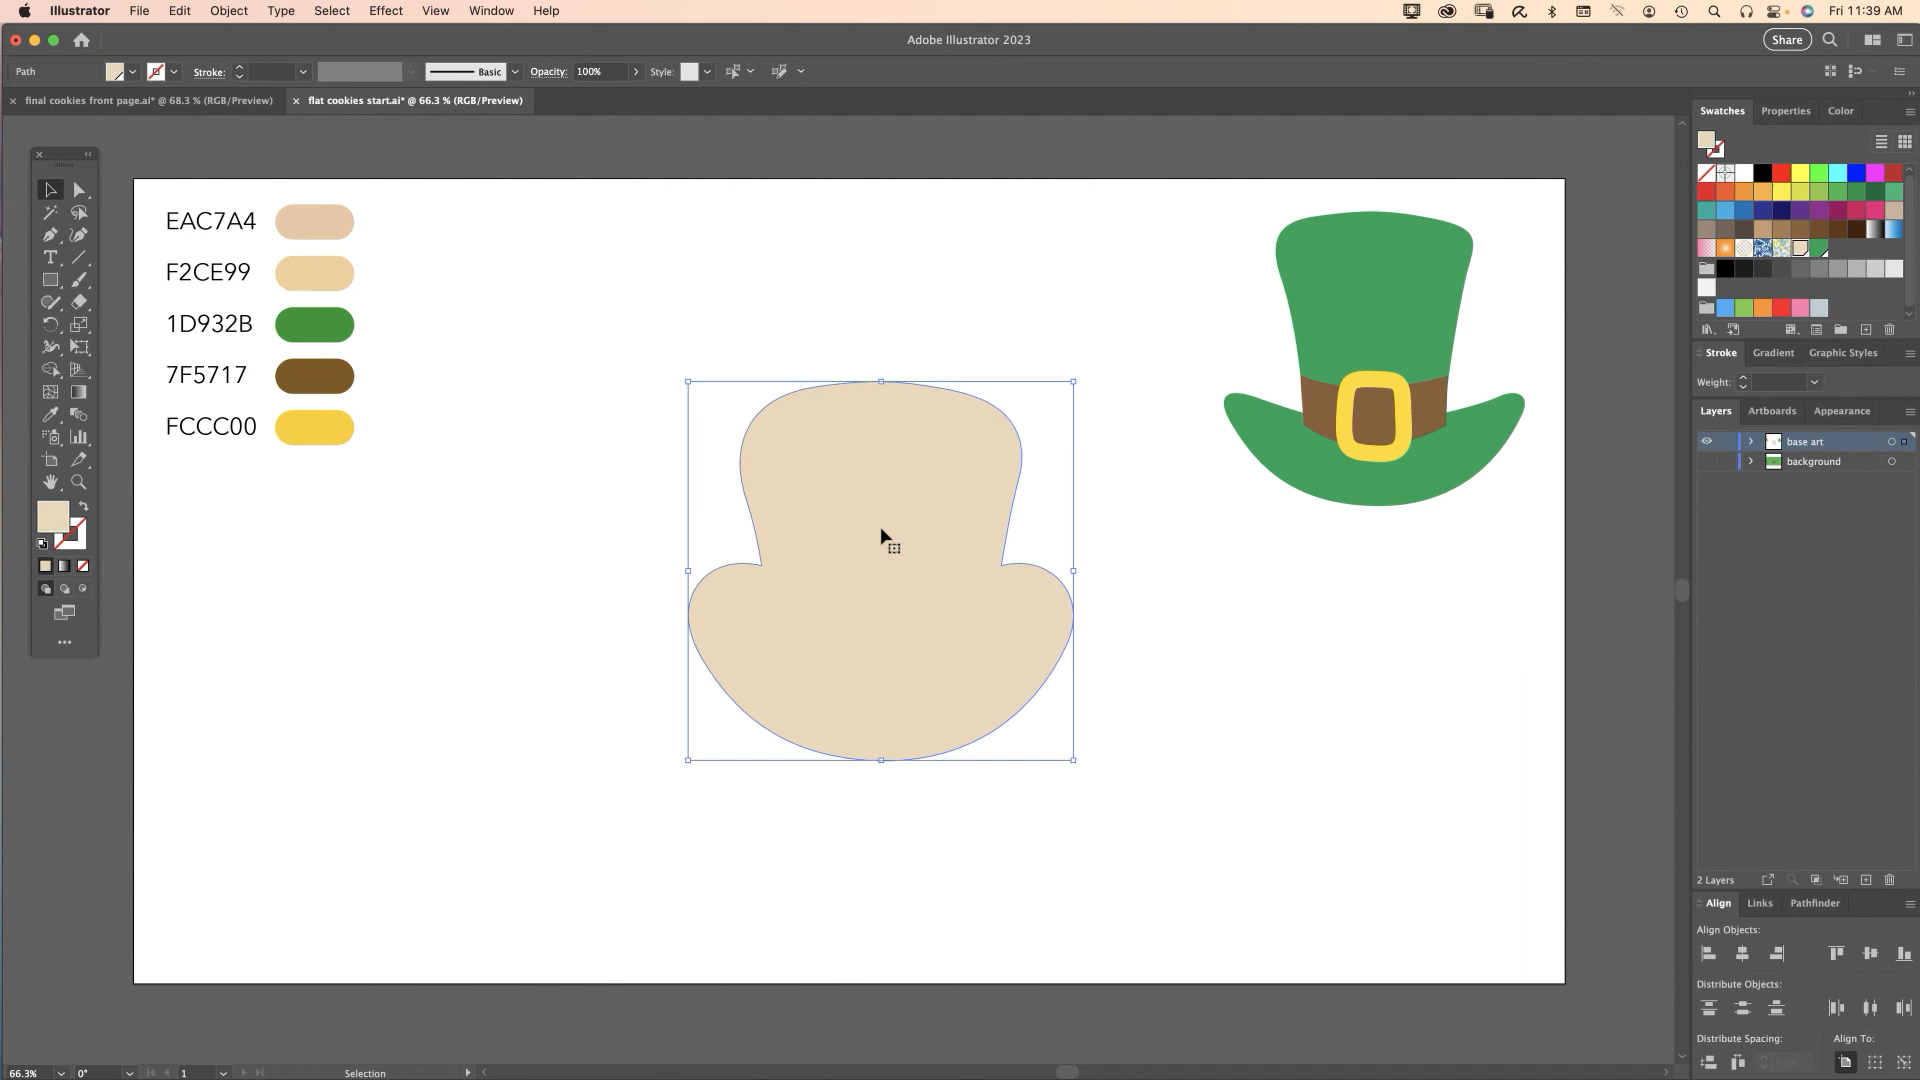 Illustrator File Edit Object Type Select Effect View Window Help Fri 11:39 AM
Adobe Illustrator 2023
Share
Path Stroke: Basic Opacity: 100% Style:
final cookies front page.ai* @ 68.3 % (RGB/Preview) flat cookies start.ai* @ 66.3 % (RGB/Preview)
Swatches Properties Color
EAC7A4
F2CE99
1D932B
7F5717
FCCC00
Stroke Gradient Graphic Styles
Weight:
Layers Artboards Appearance
base art
background
2 Layers
Align Links Pathfinder
Align Objects:
Distribute Objects:
Distribute Spacing: Align To:
66.3% 0° 1 Selection